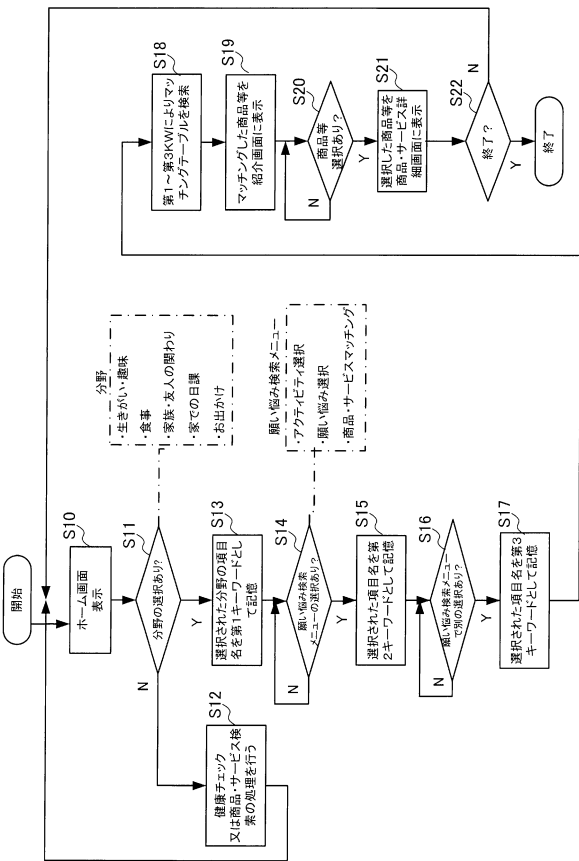 開始
S10
ホーム画面
表示
S11
分野の選択あり?
N
Y
分野
・生きがい・趣味
・食事
・家族・友人の関わり
・家での日課
・お出かけ
S12
健康チェック
又は商品・サービス検
索の処理を行う
S13
選択された分野の項目
名を第1キーワードとし
て記憶
S14
願い悩み検索
メニューの選択あり?
N
Y
願い悩み検索メニュー
・アクティビティ選択
・願い悩み選択
・商品・サービスマッチング
S15
選択された項目名を第
2キーワードとして記憶
S16
願い悩み検索メニュー
で別の選択あり?
N
Y
S17
選択された項目名を第3
キーワードとして記憶
S18
第1~第3KWによりマッ
チングテーブルを検索
S19
マッチングした商品等を
紹介画面に表示
S20
商品等
選択あり?
N
Y
S21
選択した商品等を
商品・サービス詳
細画面に表示
S22
終了?
N
Y
終了